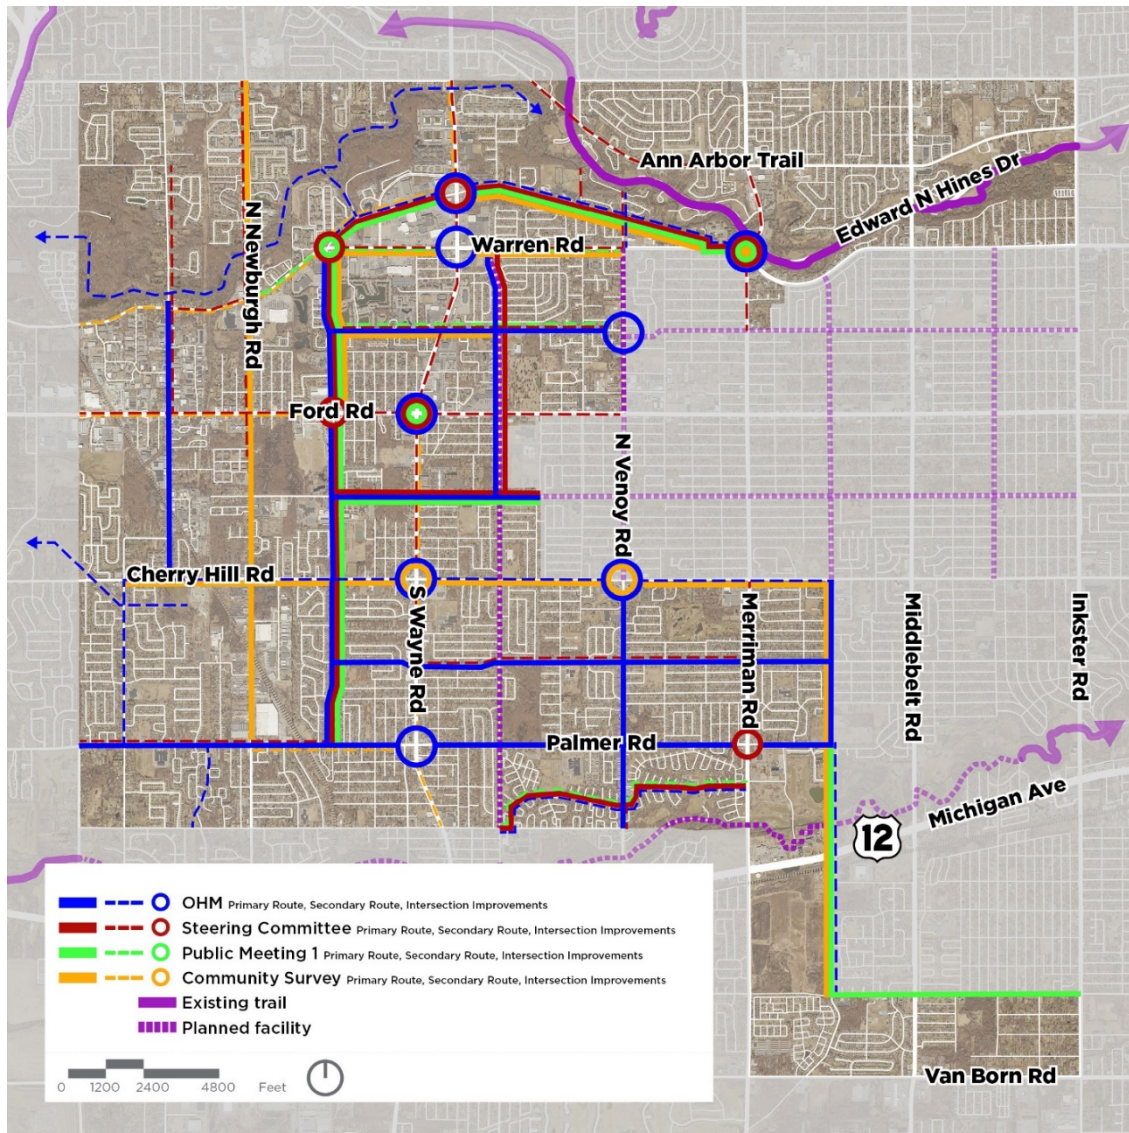 Ann Arbor Trail
Edward N Hines Dr
N Newburgh Rd
Warren Rd
Ford Rd
N Venoy Rd
Cherry Hill Rd
S Wayne Rd
Merriman Rd
Middlebelt Rd
Inkster Rd
Palmer Rd
Michigan Ave
12
OHM Primary Route, Secondary Route, Intersection Improvements
Steering Committee Primary Route, Secondary Route, Intersection Improvements
Public Meeting 1 Primary Route, Secondary Route, Intersection Improvements
Community Survey Primary Route, Secondary Route, Intersection Improvements
Existing trail
Planned facility
0 1200 2400 4800 Feet
Van Born Rd